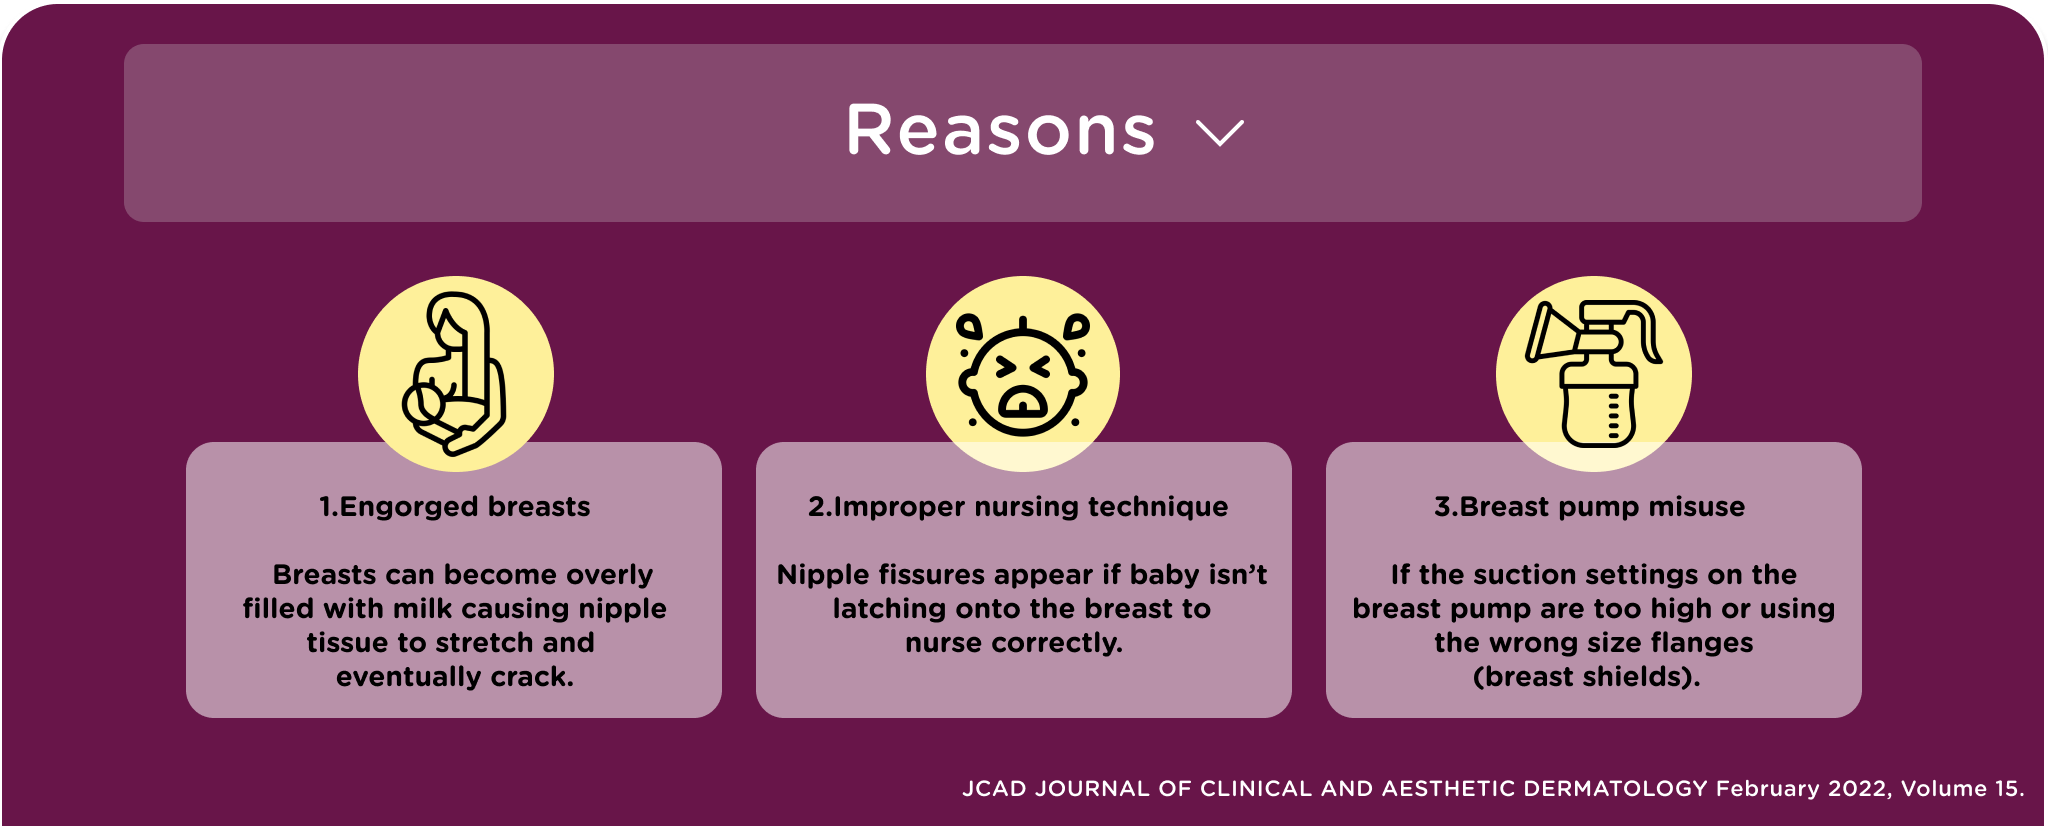 Reasons
1.Engorged breasts
Breasts can become overly
filled with milk causing nipple
tissue to stretch and
eventually crack.
2.Improper nursing technique
Nipple fissures appear if baby isn’t
latching onto the breast to
nurse correctly.
3.Breast pump misuse
If the suction settings on the
breast pump are too high or using
the wrong size flanges
(breast shields).
JCAD JOURNAL OF CLINICAL AND AESTHETIC DERMATOLOGY February 2022, Volume 15.